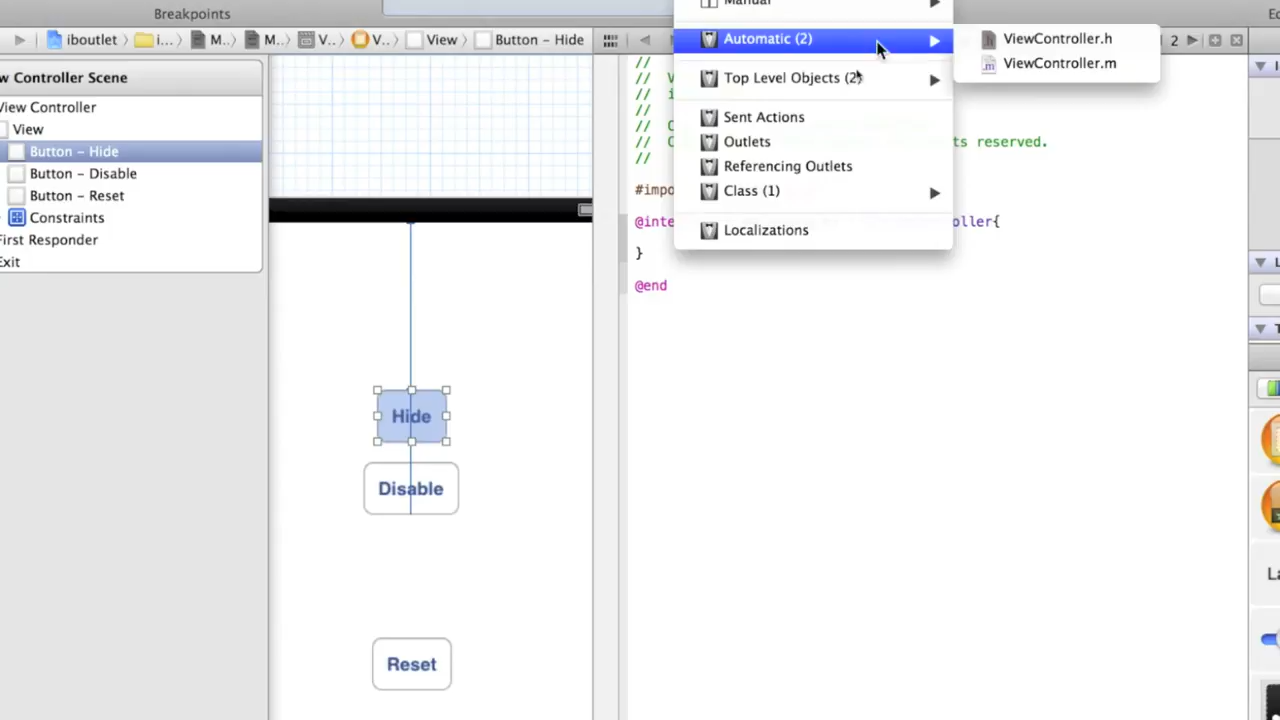 Breakpoints
iboutlet
i...
M..
M..
V..
V..
View
Button - Hide
2
w Controller Scene
View Controller
View
Button - Hide
Button - Disable
Button - Reset
Constraints
First Responder
Exit
Manual
Automatic (2)
Top Level Objects (2)
Sent Actions
Outlets
Referencing Outlets
Class (1)
Localizations
ViewController.h
ViewController.m
//
// V
// i
//
// C
// C ts reserved.
//
#impo
@inte oller{
}
@end
Hide
Disable
Reset
La